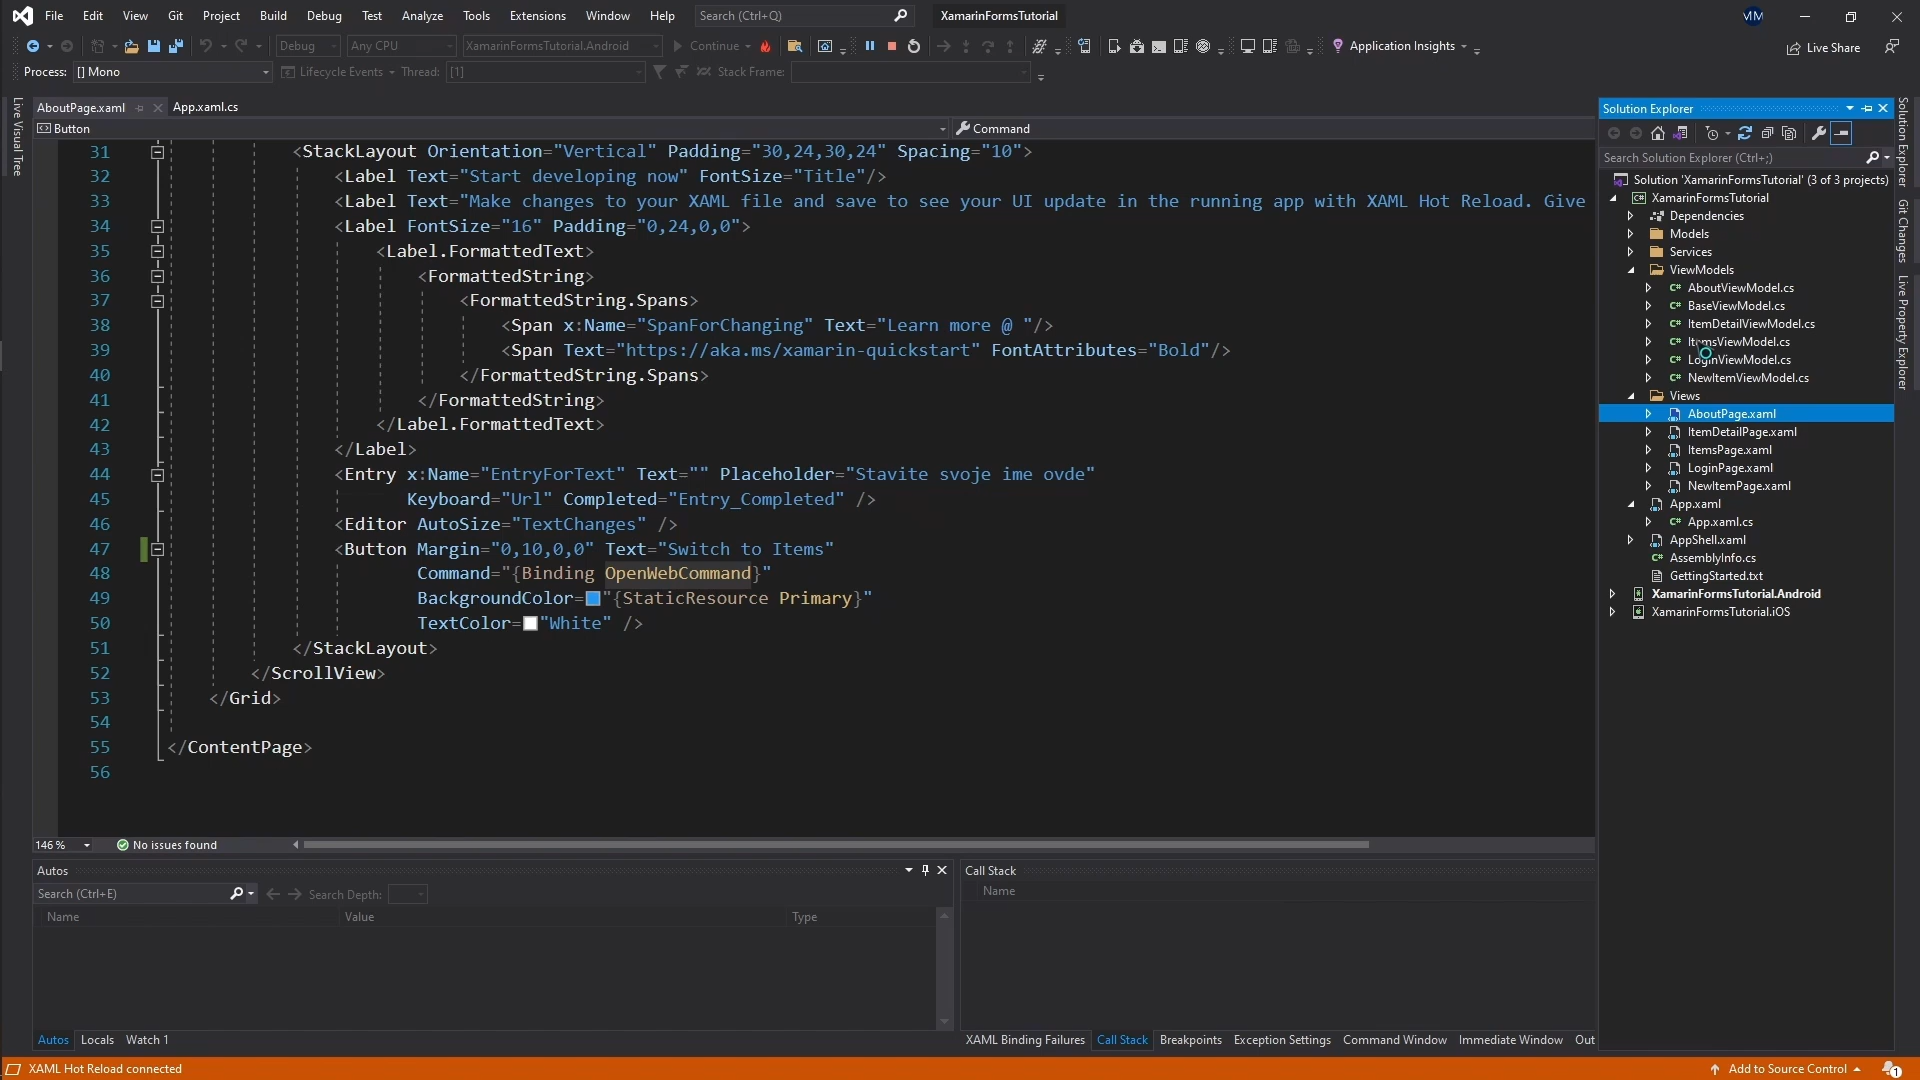 File Edit View Git Project Build Debug Test Analyze Tools Extensions Window Help Search (Ctrl+Q) XamarinFormsTutorial MM
Debug Any CPU XamarinFormsTutorial.Android Continue Application Insights Live Share
Process: [] Mono Lifecycle Events Thread: [1] Stack Frame:
Live Visual Tree
AboutPage.xaml App.xaml.cs
Button Command
31 <StackLayout Orientation="Vertical" Padding="30,24,30,24" Spacing="10">
32 <Label Text="Start developing now" FontSize="Title"/>
33 <Label Text="Make changes to your XAML file and save to see your UI update in the running app with XAML Hot Reload. Give
34 <Label FontSize="16" Padding="0,24,0,0">
35 <Label.FormattedText>
36 <FormattedString>
37 <FormattedString.Spans>
38 <Span x:Name="SpanForChanging" Text="Learn more @ "/>
39 <Span Text="https://aka.ms/xamarin-quickstart" FontAttributes="Bold"/>
40 </FormattedString.Spans>
41 </FormattedString>
42 </Label.FormattedText>
43 </Label>
44 <Entry x:Name="EntryForText" Text="" Placeholder="Stavite svoje ime ovde"
45 Keyboard="Url" Completed="Entry_Completed" />
46 <Editor AutoSize="TextChanges" />
47 <Button Margin="0,10,0,0" Text="Switch to Items"
48 Command="{Binding OpenWebCommand}"
49 BackgroundColor="{StaticResource Primary}"
50 TextColor="White" />
51 </StackLayout>
52 </ScrollView>
53 </Grid>
54
55 </ContentPage>
56
146 % No issues found
Autos
Search (Ctrl+E) Search Depth:
Name Value Type
Autos Locals Watch 1
Call Stack
Name
XAML Binding Failures Call Stack Breakpoints Exception Settings Command Window Immediate Window Out
Solution Explorer
Search Solution Explorer (Ctrl+;)
Solution 'XamarinFormsTutorial' (3 of 3 projects)
XamarinFormsTutorial
Dependencies
Models
Services
ViewModels
AboutViewModel.cs
BaseViewModel.cs
ItemDetailViewModel.cs
ItemsViewModel.cs
LoginViewModel.cs
NewItemViewModel.cs
Views
AboutPage.xaml
ItemDetailPage.xaml
ItemsPage.xaml
LoginPage.xaml
NewItemPage.xaml
App.xaml
App.xaml.cs
AppShell.xaml
AssemblyInfo.cs
GettingStarted.txt
XamarinFormsTutorial.Android
XamarinFormsTutorial.iOS
Solution Explorer
Git Changes
Live Property Explorer
XAML Hot Reload connected
Add to Source Control 1